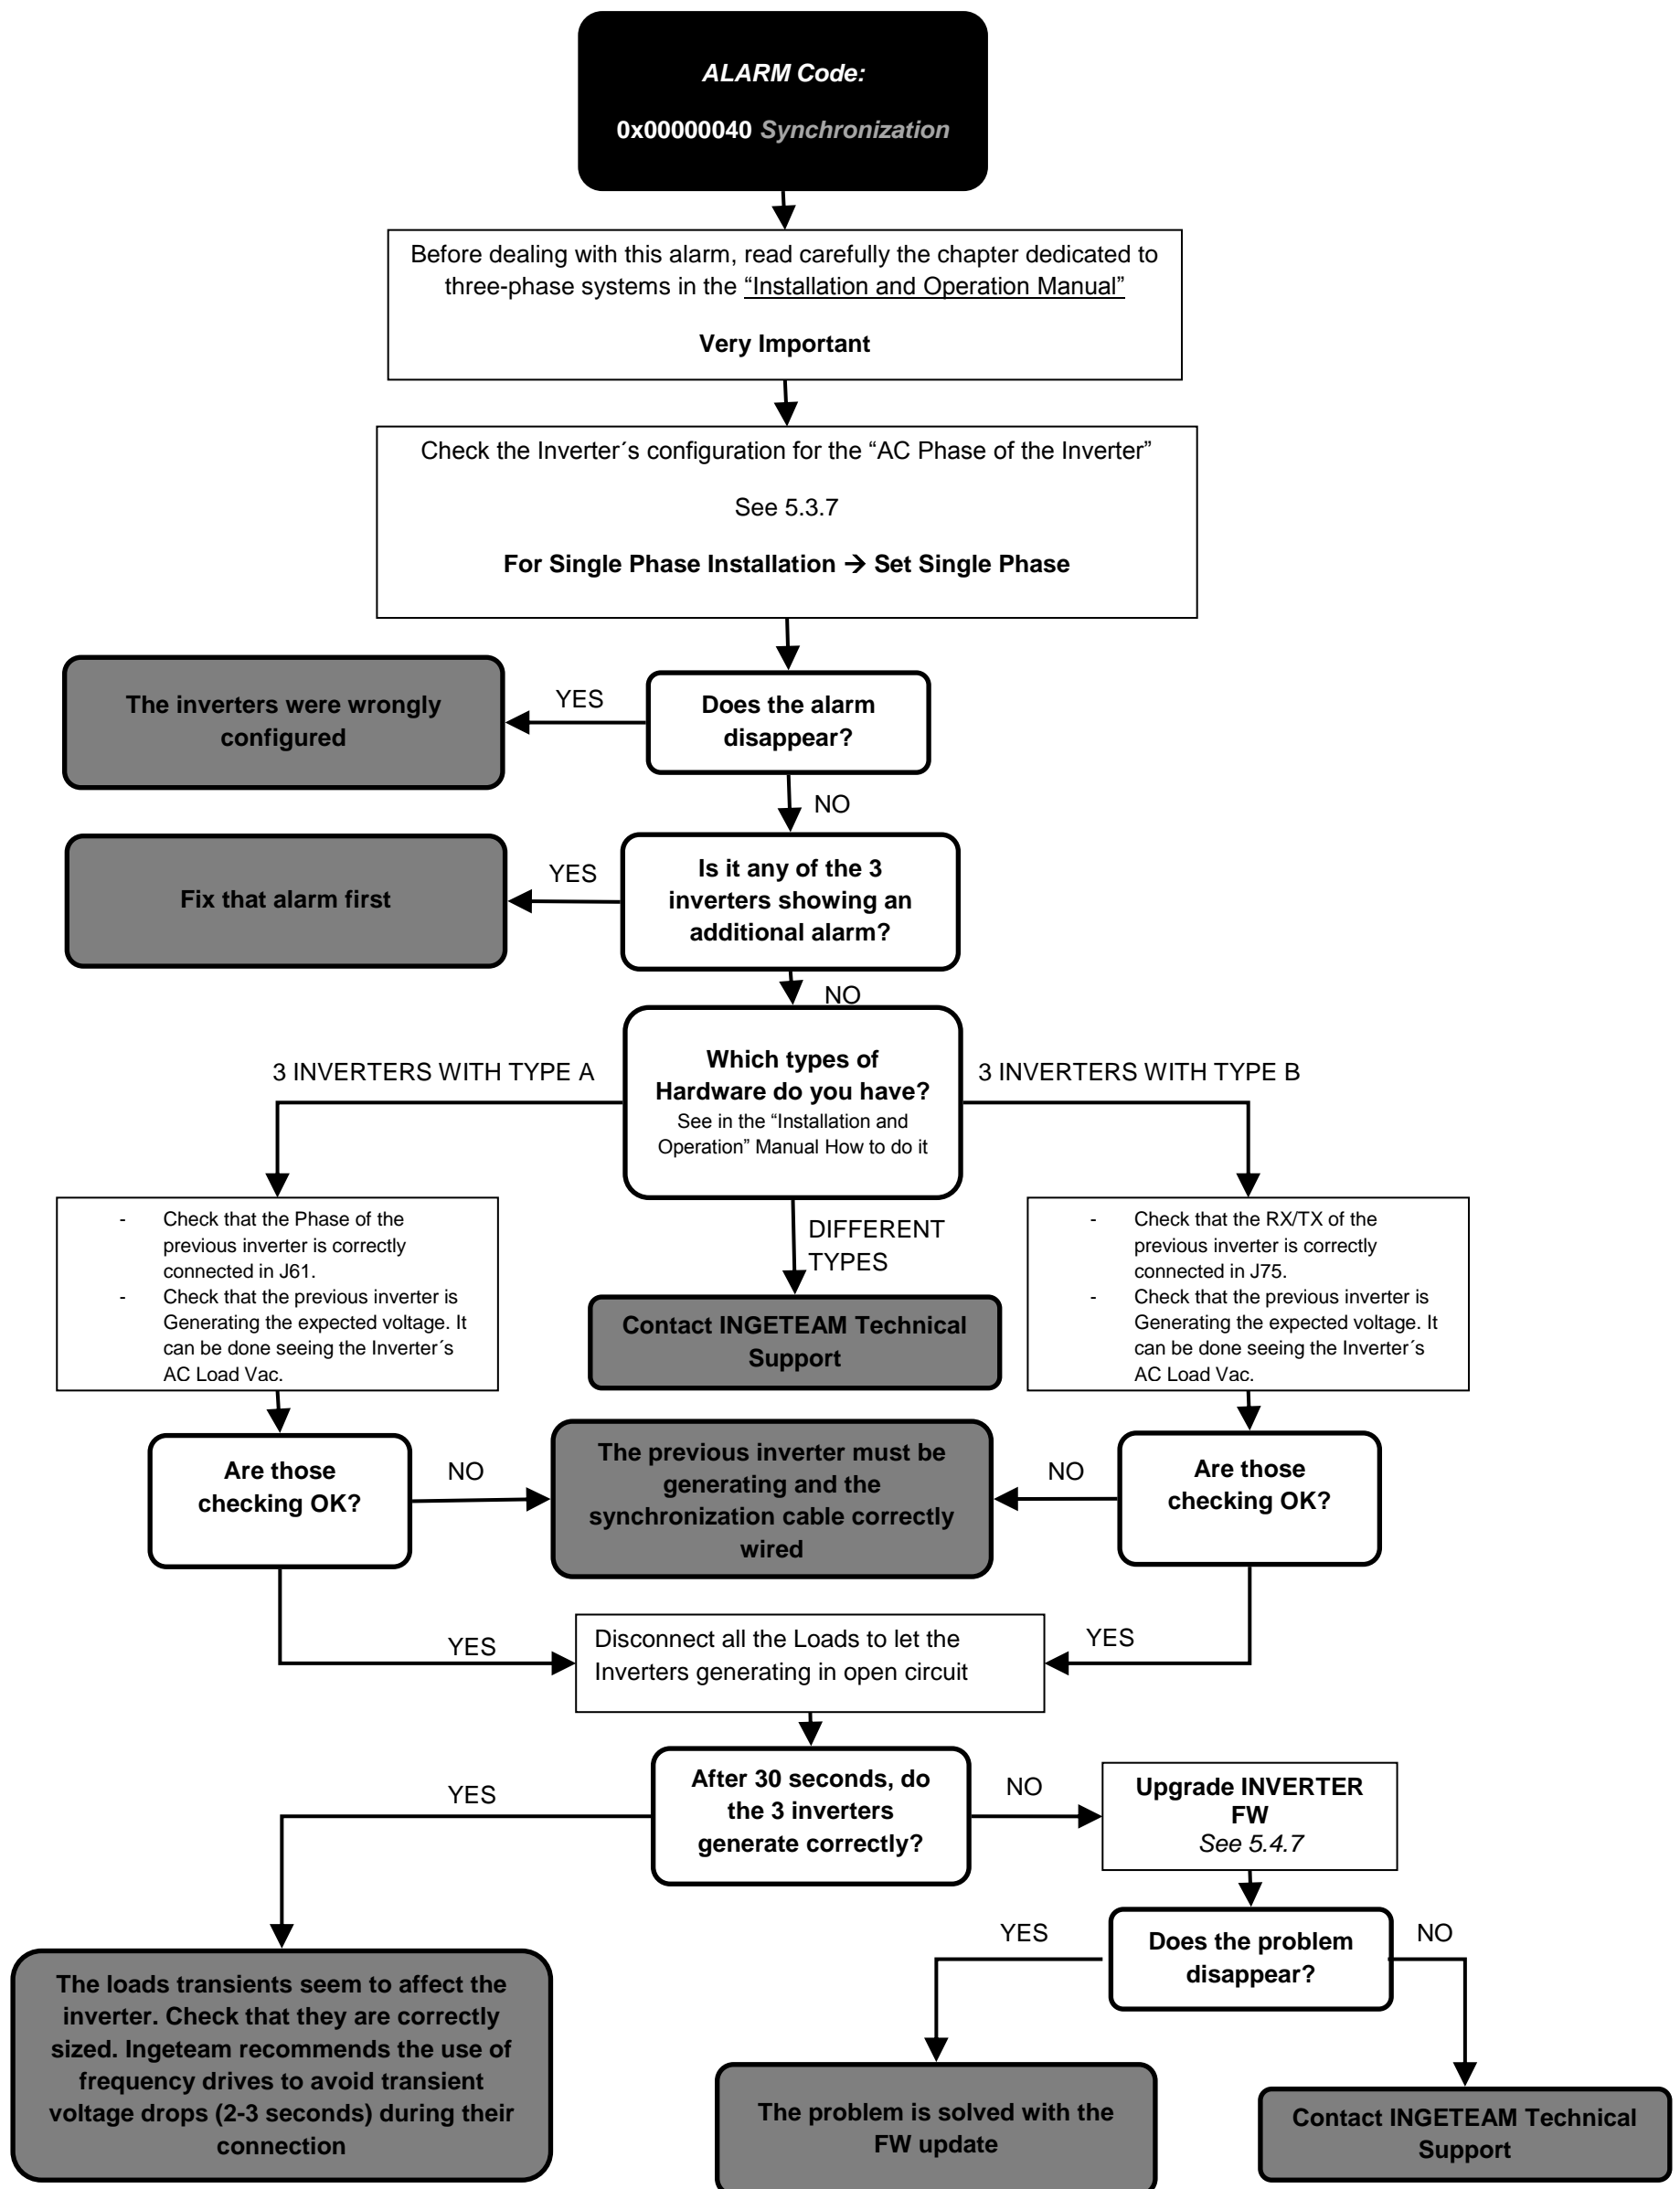 ALARM Code:
0x00000040 Synchronization
Before dealing with this alarm, read carefully the chapter dedicated to
three-phase systems in the “Installation and Operation Manual”
Very Important
Check the Inverter´s configuration for the “AC Phase of the Inverter”
See 5.3.7
For Single Phase Installation → Set Single Phase
The inverters were wrongly
configured
YES
Does the alarm
disappear?
NO
Fix that alarm first
YES
Is it any of the 3
inverters showing an
additional alarm?
NO
3 INVERTERS WITH TYPE A
Which types of
Hardware do you have?
See in the “Installation and
Operation” Manual How to do it
3 INVERTERS WITH TYPE B
- Check that the Phase of the
previous inverter is correctly
connected in J61.
- Check that the previous inverter is
Generating the expected voltage. It
can be done seeing the Inverter´s
AC Load Vac.
DIFFERENT
TYPES
Contact INGETEAM Technical
Support
- Check that the RX/TX of the
previous inverter is correctly
connected in J75.
- Check that the previous inverter is
Generating the expected voltage. It
can be done seeing the Inverter´s
AC Load Vac.
Are those
checking OK?
NO
The previous inverter must be
generating and the
synchronization cable correctly
wired
NO
Are those
checking OK?
YES
Disconnect all the Loads to let the
Inverters generating in open circuit
YES
YES
After 30 seconds, do
the 3 inverters
generate correctly?
NO
Upgrade INVERTER
FW
See 5.4.7
YES
Does the problem
disappear?
NO
The loads transients seem to affect the
inverter. Check that they are correctly
sized. Ingeteam recommends the use of
frequency drives to avoid transient
voltage drops (2-3 seconds) during their
connection
The problem is solved with the
FW update
Contact INGETEAM Technical
Support